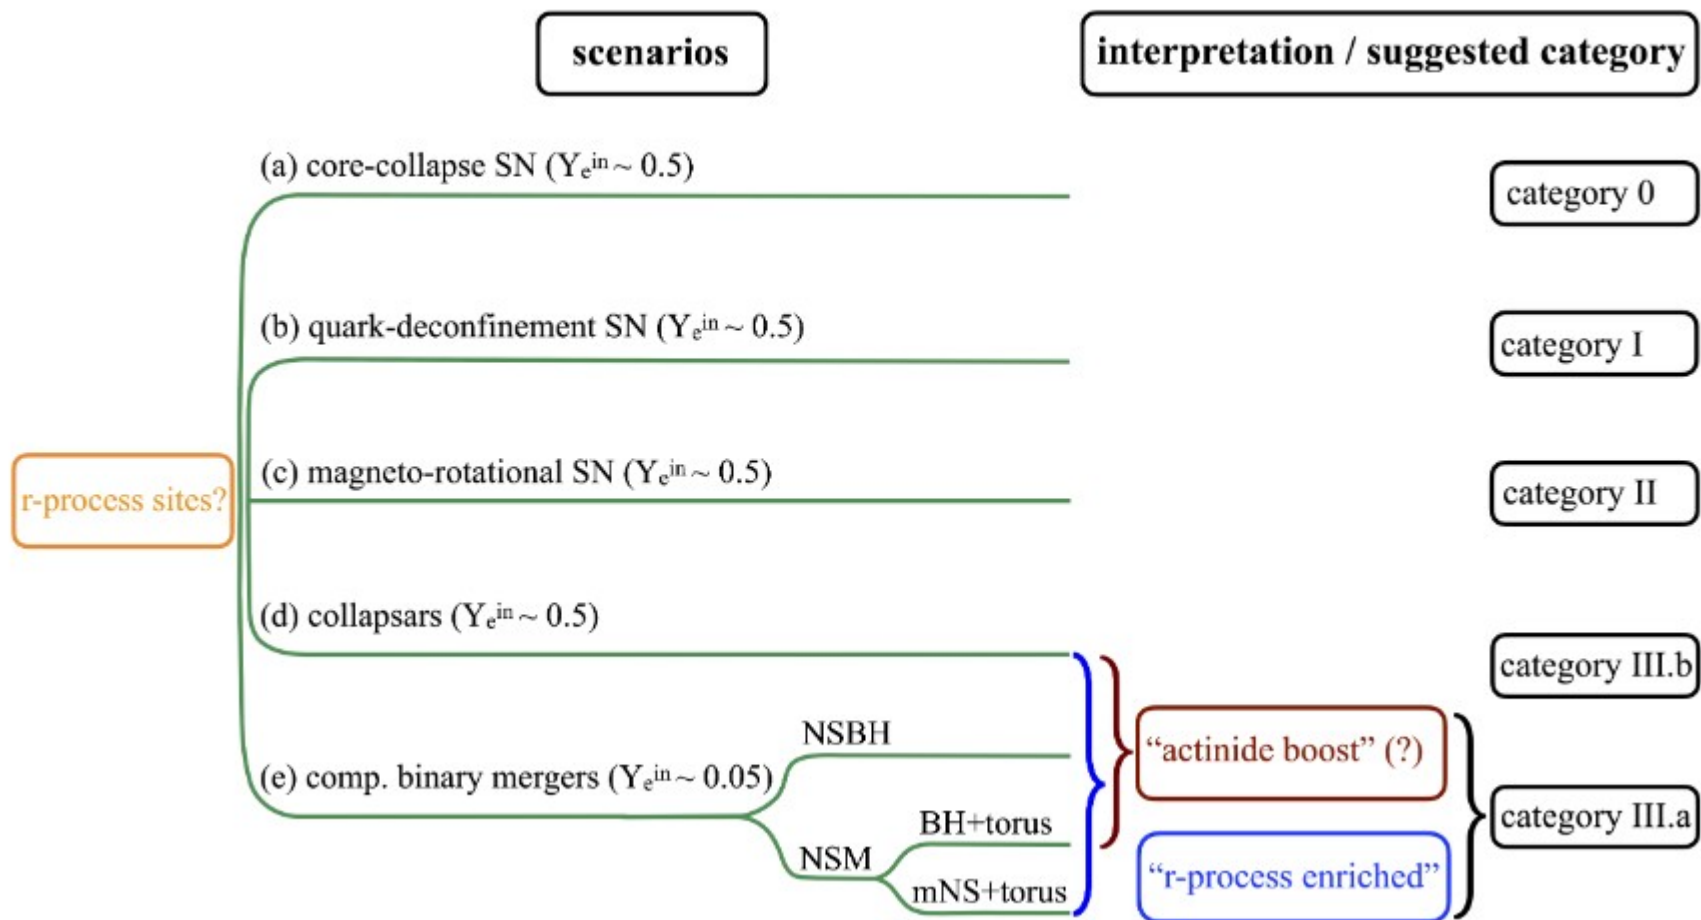 scenarios
interpretation / suggested category
(a) core-collapse SN (Yₑⁱⁿ ~ 0.5)
category 0
(b) quark-deconfinement SN (Yₑⁱⁿ ~ 0.5)
category I
(c) magneto-rotational SN (Yₑⁱⁿ ~ 0.5)
category II
r-process sites?
(d) collapsars (Yₑⁱⁿ ~ 0.5)
category III.b
NSBH
“actinide boost” (?)
(e) comp. binary mergers (Yₑⁱⁿ ~ 0.05)
BH+torus
category III.a
NSM
mNS+torus
“r-process enriched”